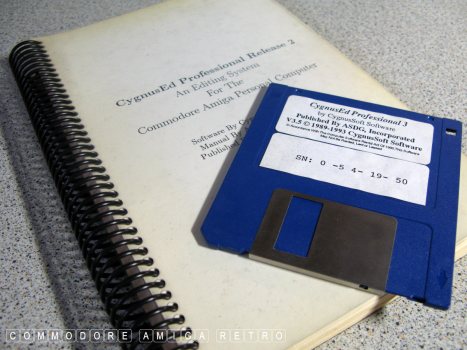 CygnusEd Professional Release 2
An Editing System
For The
Commodore Amiga Personal Computer
Software By
Manual By
Published
CygnusEd Professional 3
by CygnusSoft Software
Published By ASDG, Incorporated
V3.5 © 1989-1993 CygnusSoft Software
SN: 0 -5 4- 19- 50
COMMODORE AMIGA RETRO